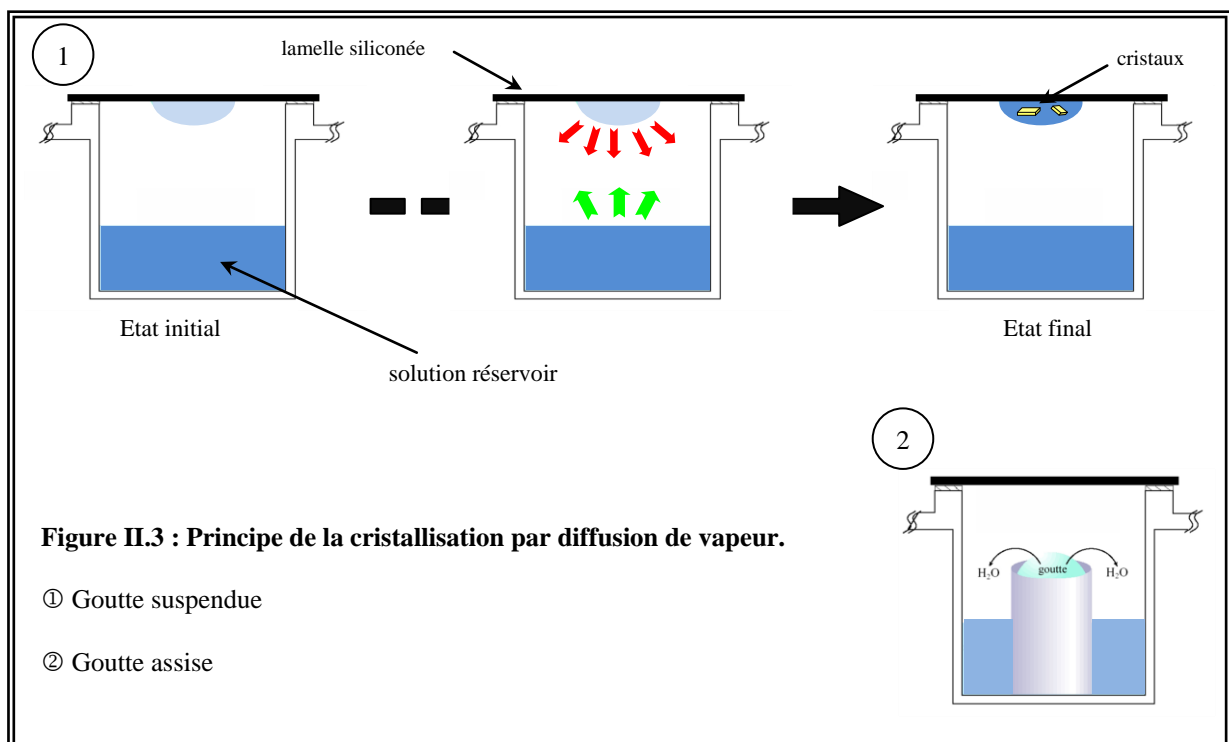 1
lamelle siliconée
cristaux
Etat initial
Etat final
solution réservoir
2
Figure II.3 : Principe de la cristallisation par diffusion de vapeur.
① Goutte suspendue
② Goutte assise
H₂O
goutte
H₂O